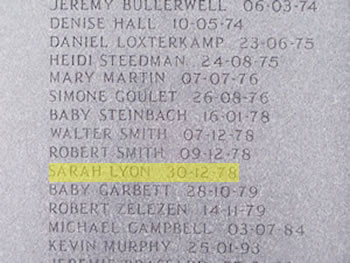 JEREMY BULLERWELL 06-03-74
DENISE HALL 10-05-74
DANIEL LOXTERKAMP 23-06-75
HEIDI STEEDMAN 24-08-75
MARY MARTIN 07-07-76
SIMONE GOULET 26-08-76
BABY STEINBACH 16-01-78
WALTER SMITH 07-12-78
ROBERT SMITH 09-12-78
SARAH LYON 30-12-78
BABY GARBETT 28-10-79
ROBERT ZELEZEN 14-11-79
MICHAEL CAMPBELL 03-07-84
KEVIN MURPHY 25-01-93